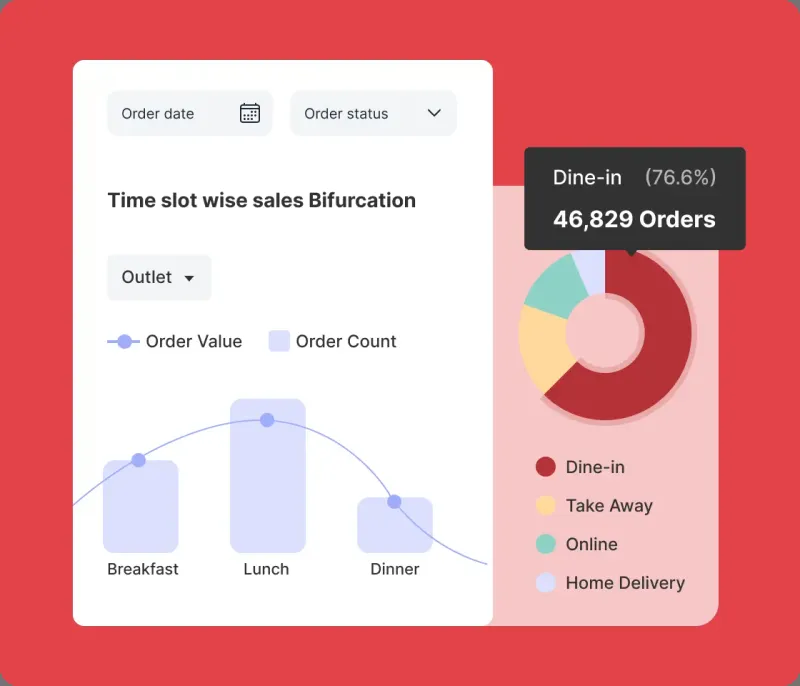 Order date
Order status
Time slot wise sales Bifurcation
Outlet
Order Value
Order Count
Breakfast
Lunch
Dinner
Dine-in (76.6%)
46,829 Orders
Dine-in
Take Away
Online
Home Delivery